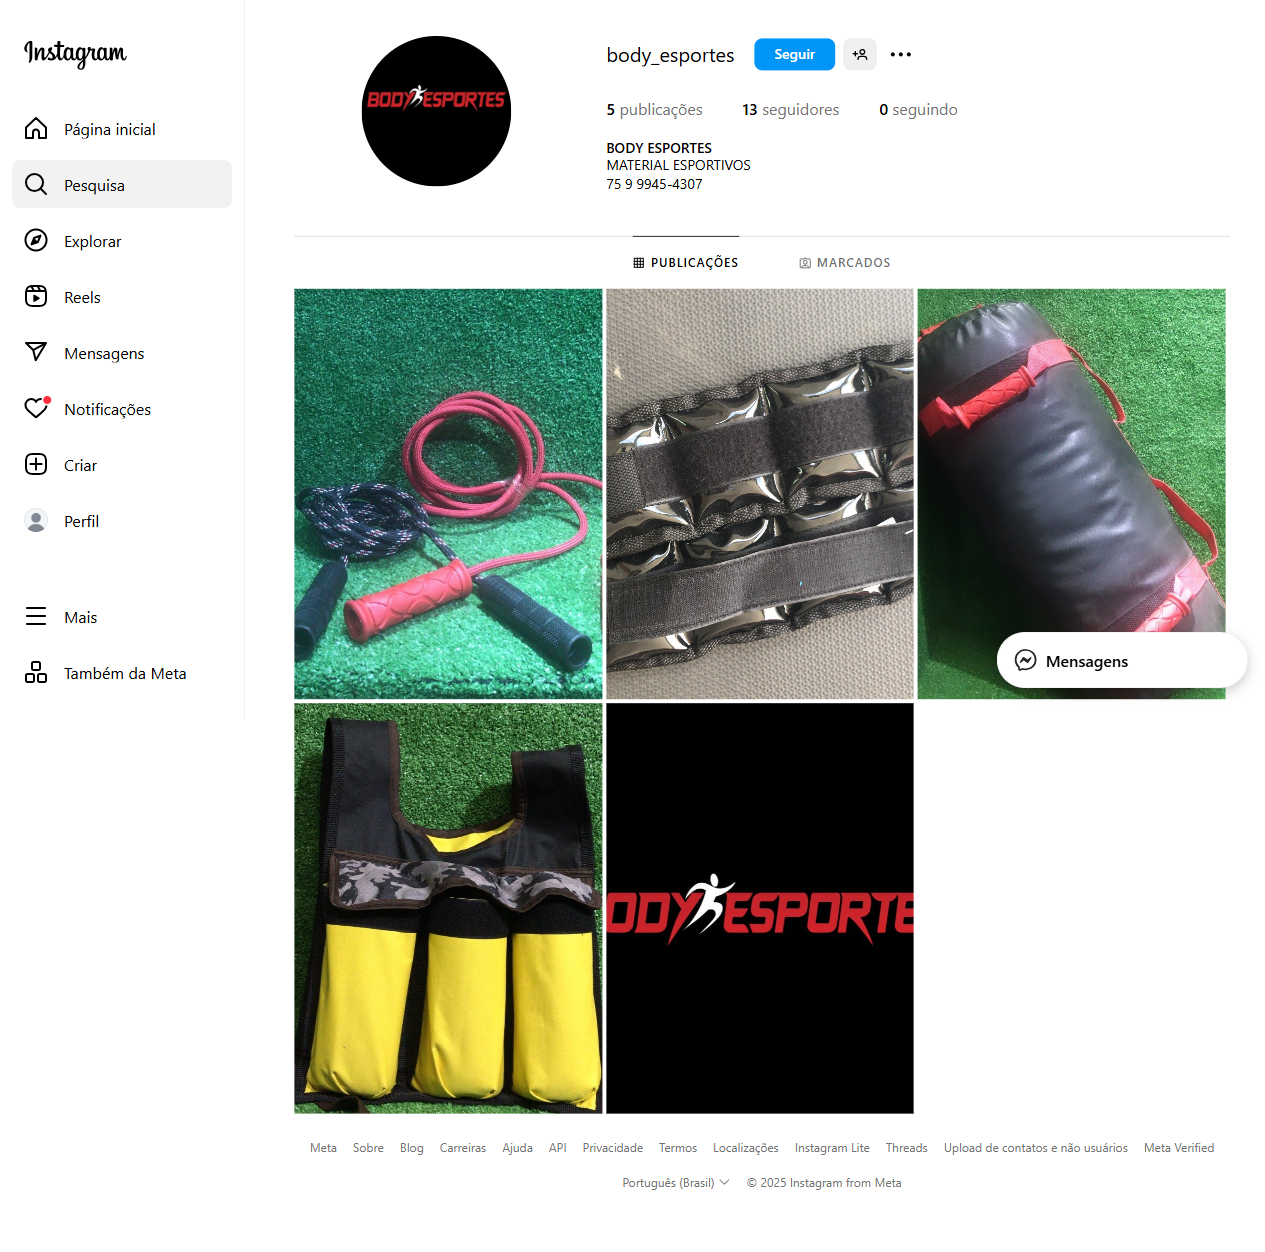 Instagram
Página inicial
Pesquisa
Explorar
Reels
Mensagens
Notificações
Criar
Perfil
Mais
Também da Meta
BODY ESPORTES
body_esportes
Seguir
5 publicações 13 seguidores 0 seguindo
BODY ESPORTES
MATERIAL ESPORTIVOS
75 9 9945-4307
PUBLICAÇÕES MARCADOS
Mensagens
ODY ESPORTE
Meta Sobre Blog Carreiras Ajuda API Privacidade Termos Localizações Instagram Lite Threads Upload de contatos e não usuários Meta Verified
Português (Brasil) © 2025 Instagram from Meta